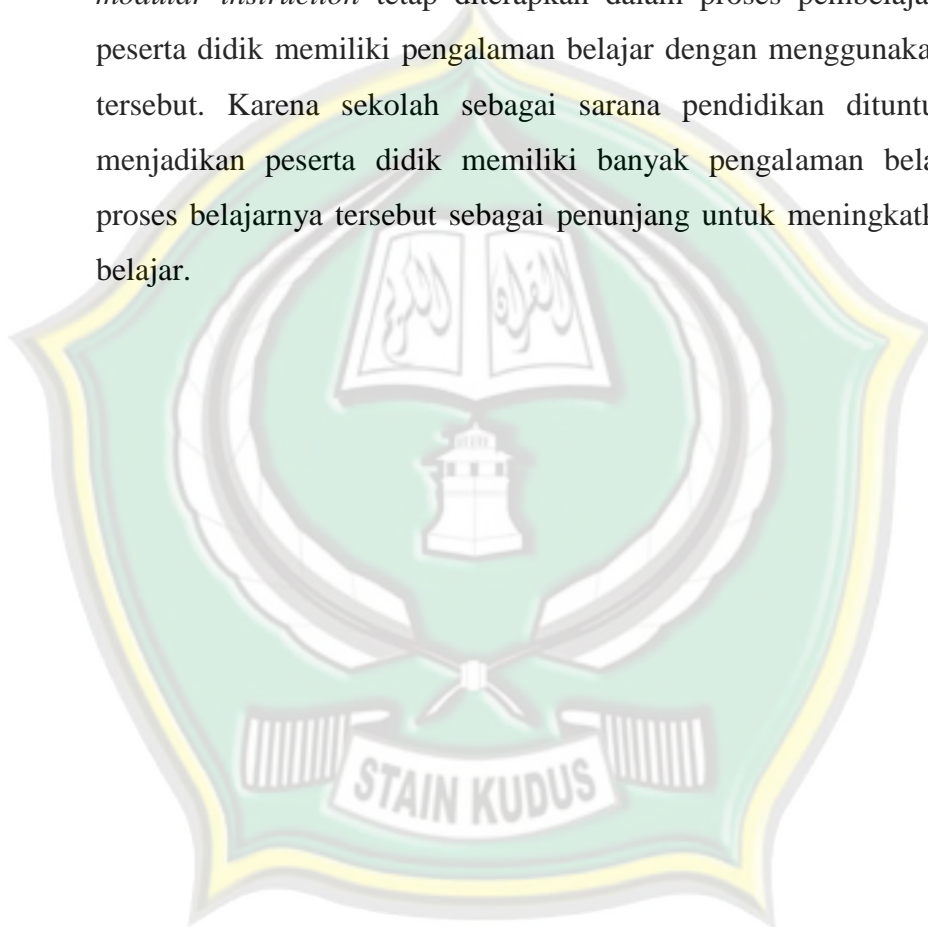 modular instruction tetap diterapkan dalam proses pembelaja
peserta didik memiliki pengalaman belajar dengan menggunaka
tersebut. Karena sekolah sebagai sarana pendidikan dituntu
menjadikan peserta didik memiliki banyak pengalaman bela
proses belajarnya tersebut sebagai penunjang untuk meningkatk
belajar.
القرآن
الكريم
STAIN KUDUS